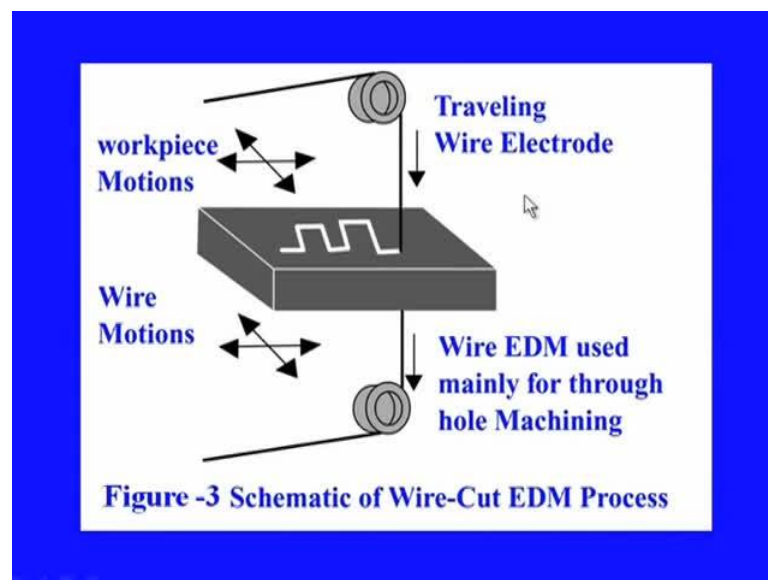 Traveling
Wire Electrode
workpiece
Motions
Wire
Motions
Wire EDM used
mainly for through
hole Machining
Figure -3 Schematic of Wire-Cut EDM Process